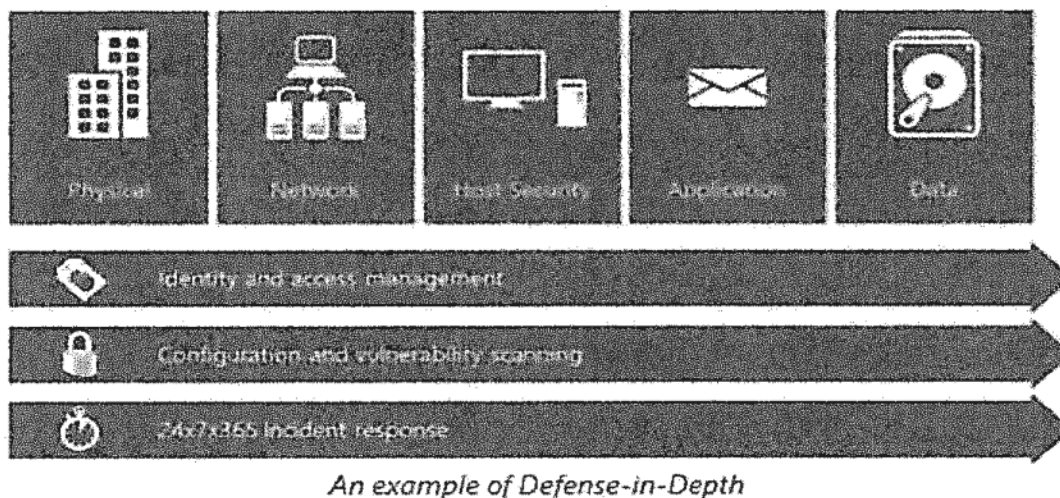 Physical
Network
Host Security
Application
Data
Identity and access management
Configuration and vulnerability scanning
24x7x365 Incident response
An example of Defense-in-Depth